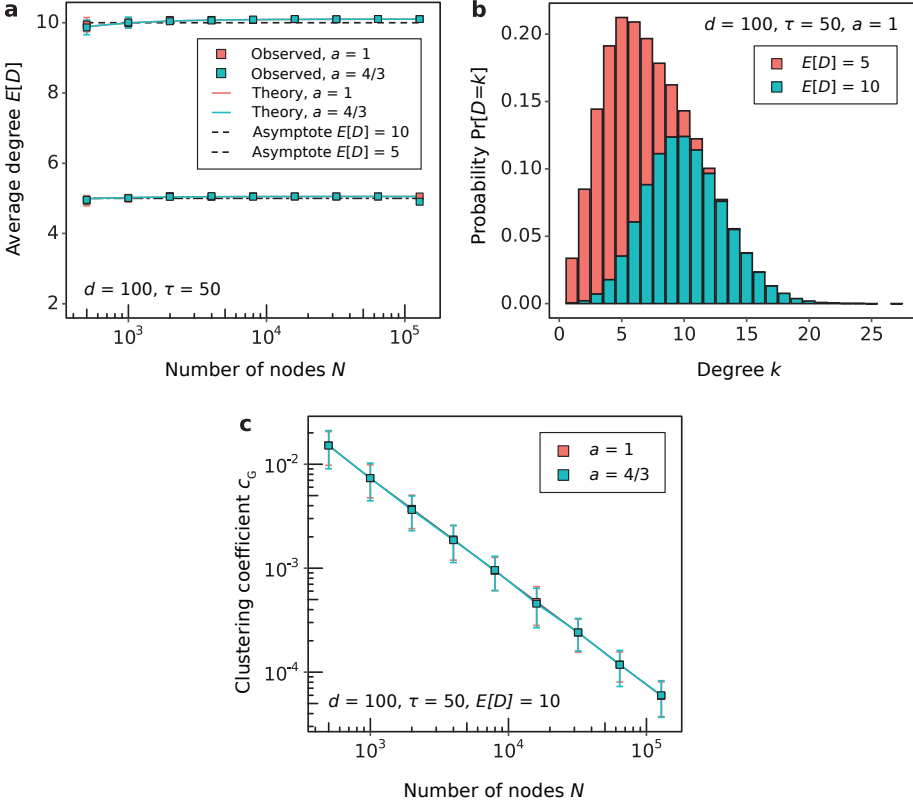 a
Average degree E[D]
10
8
6
4
2
Observed, a = 1
Observed, a = 4/3
Theory, a = 1
Theory, a = 4/3
Asymptote E[D] = 10
Asymptote E[D] = 5
d = 100, τ = 50
10³ 10⁴ 10⁵
Number of nodes N
b
Probability Pr[D=k]
0.20
0.15
0.10
0.05
0.00
d = 100, τ = 50, a = 1
E[D] = 5
E[D] = 10
0 5 10 15 20 25
Degree k
c
Clustering coefficient c_G
10⁻²
10⁻³
10⁻⁴
a = 1
a = 4/3
d = 100, τ = 50, E[D] = 10
10³ 10⁴ 10⁵
Number of nodes N